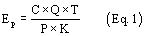 E_P = (C × Q × T) / (P × K) (Eq. 1)